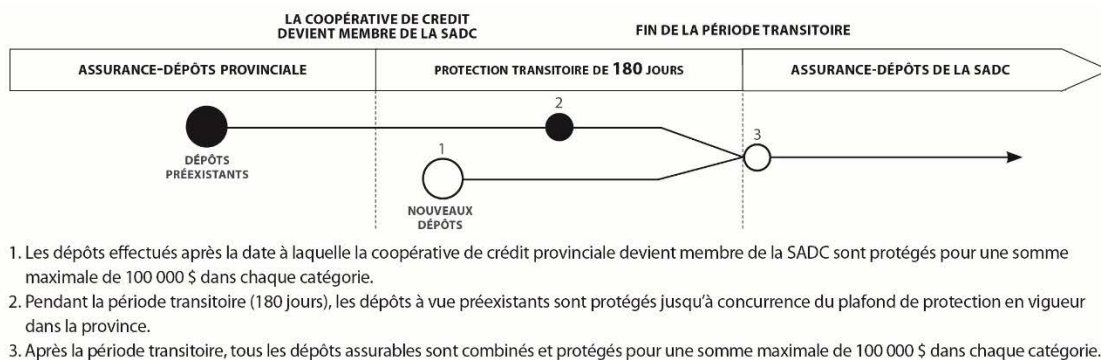 LA COOPÉRATIVE DE CREDIT
DEVIENT MEMBRE DE LA SADC
FIN DE LA PÉRIODE TRANSITOIRE
ASSURANCE-DÉPÔTS PROVINCIALE
PROTECTION TRANSITOIRE DE 180 JOURS
ASSURANCE-DÉPÔTS DE LA SADC
2
1
3
DÉPÔTS
PRÉEXISTANTS
NOUVEAUX
DÉPÔTS
1. Les dépôts effectués après la date à laquelle la coopérative de crédit provinciale devient membre de la SADC sont protégés pour une somme
maximale de 100 000 $ dans chaque catégorie.
2. Pendant la période transitoire (180 jours), les dépôts à vue préexistants sont protégés jusqu'à concurrence du plafond de protection en vigueur
dans la province.
3. Après la période transitoire, tous les dépôts assurables sont combinés et protégés pour une somme maximale de 100 000 $ dans chaque catégorie.